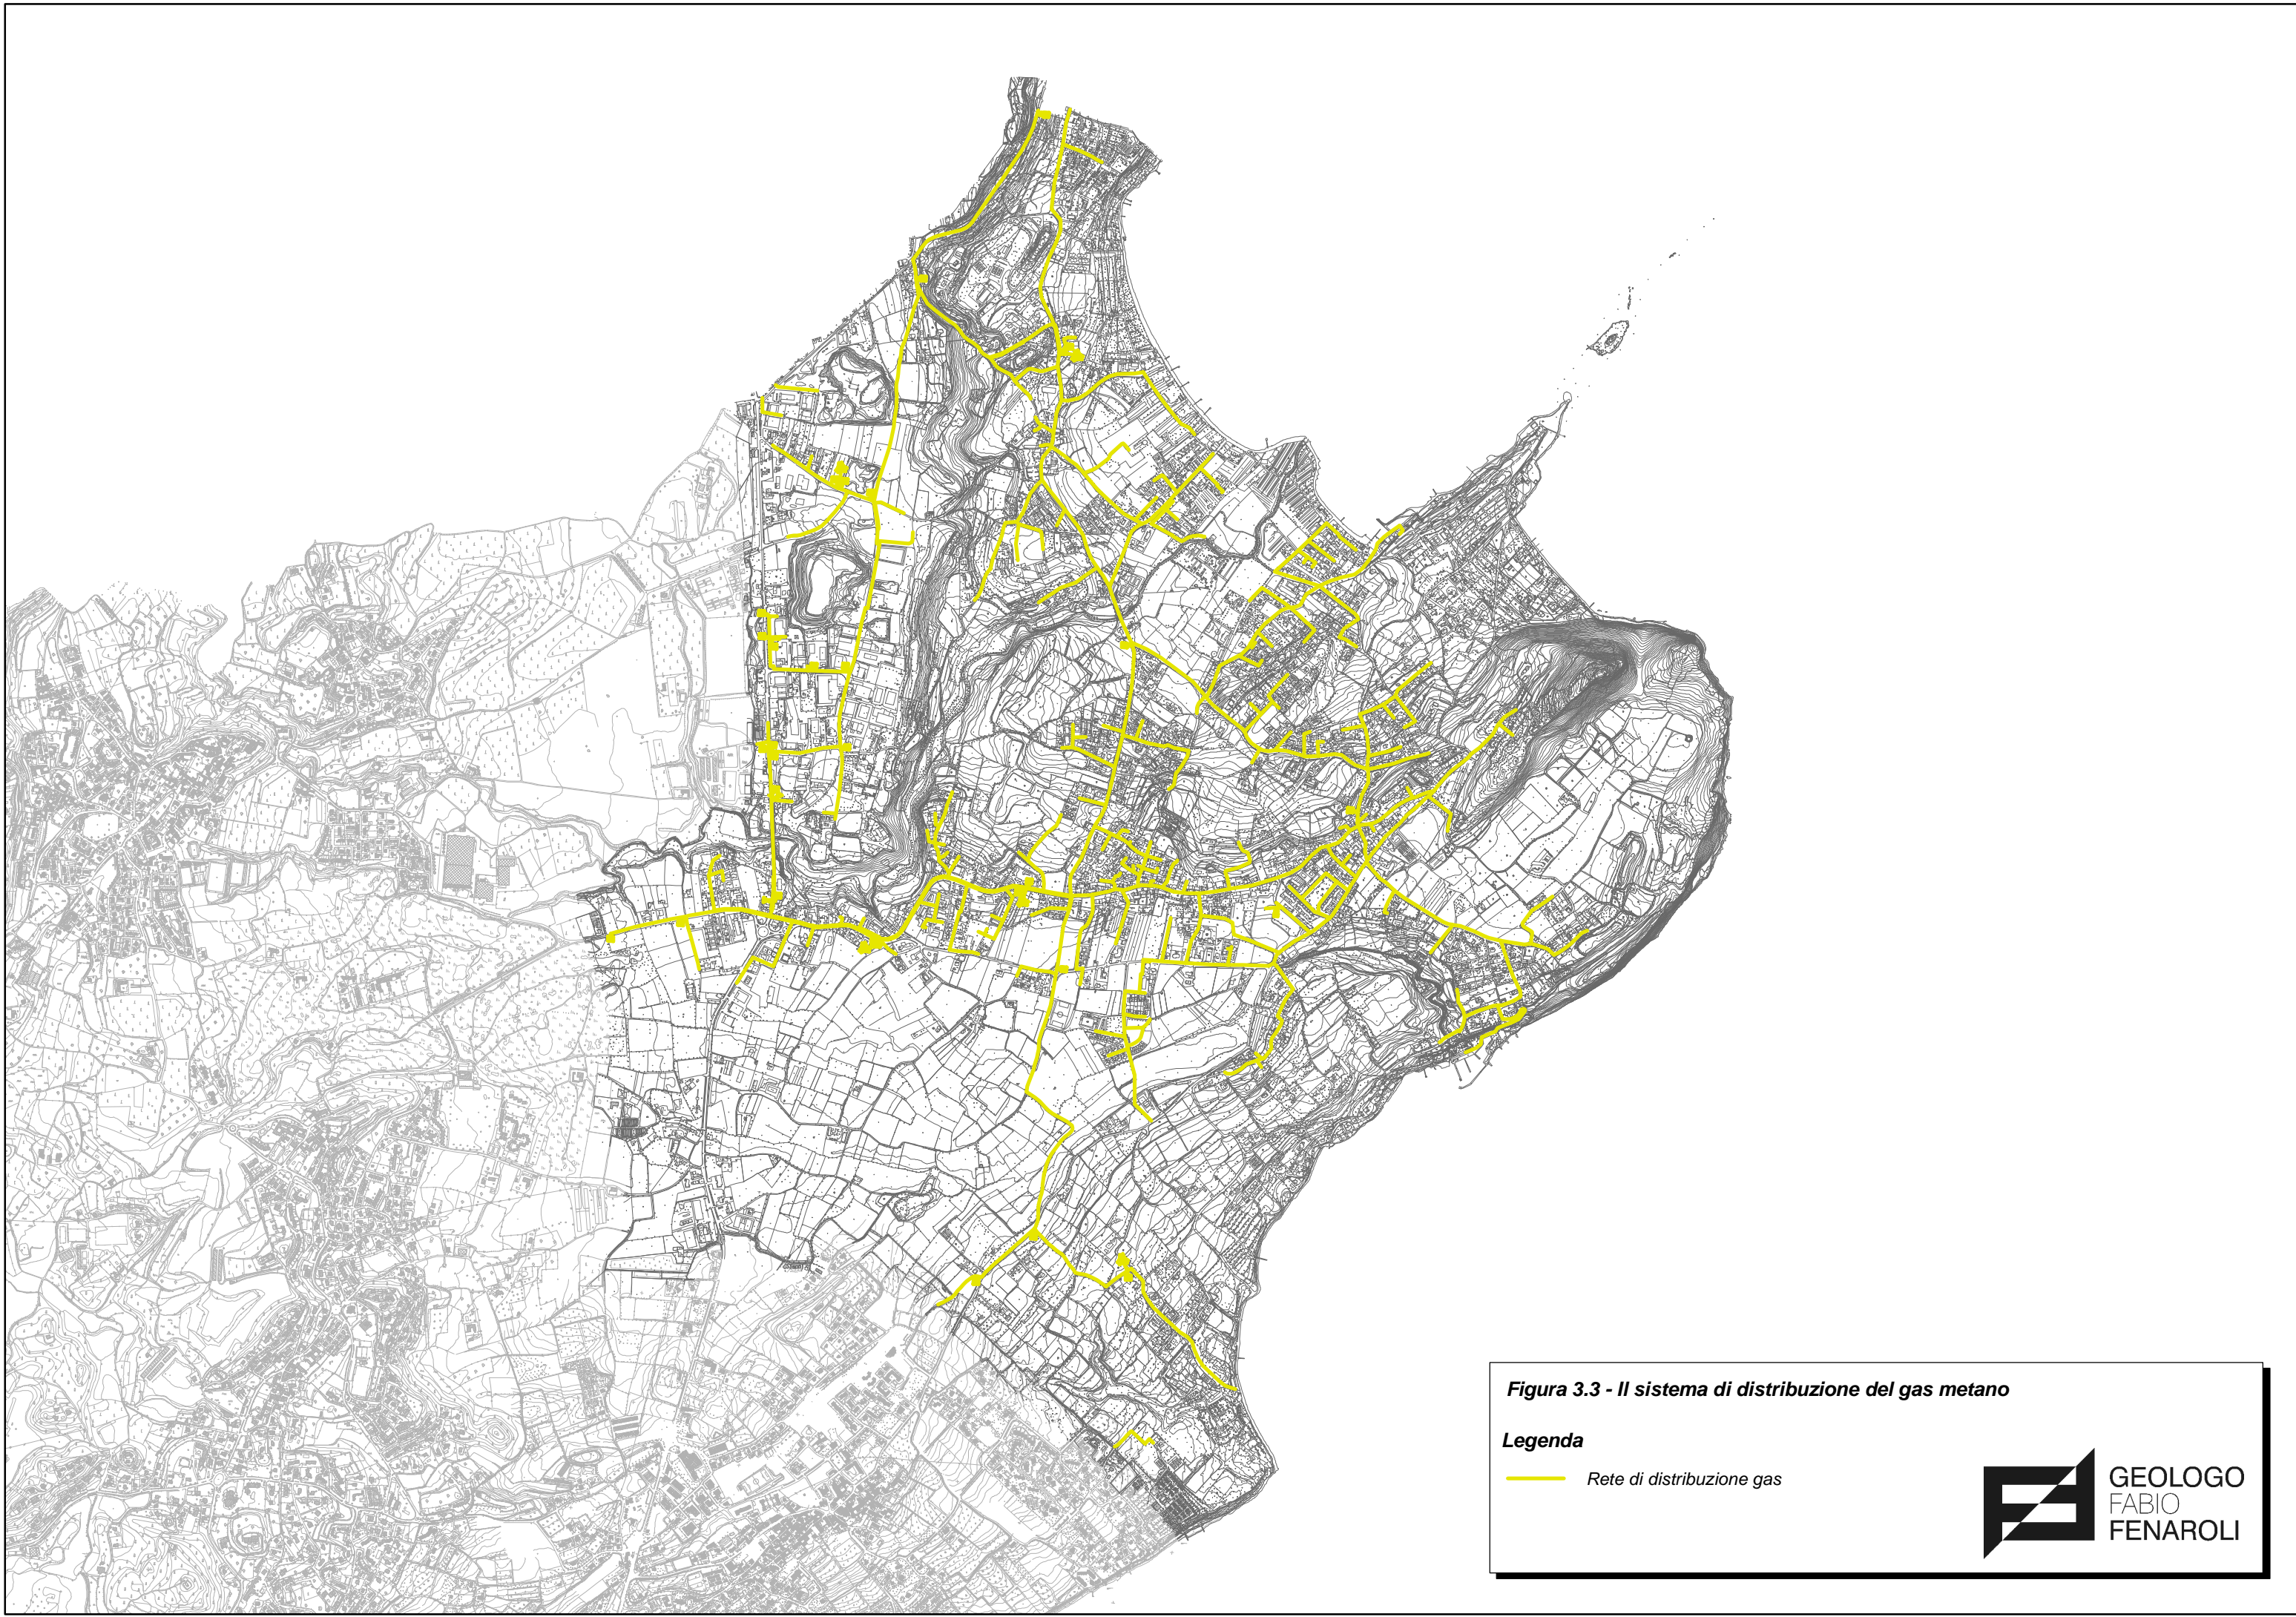 Figura 3.3 - Il sistema di distribuzione del gas metano
Legenda
Rete di distribuzione gas
GEOLOGO
FABIO
FENAROLI